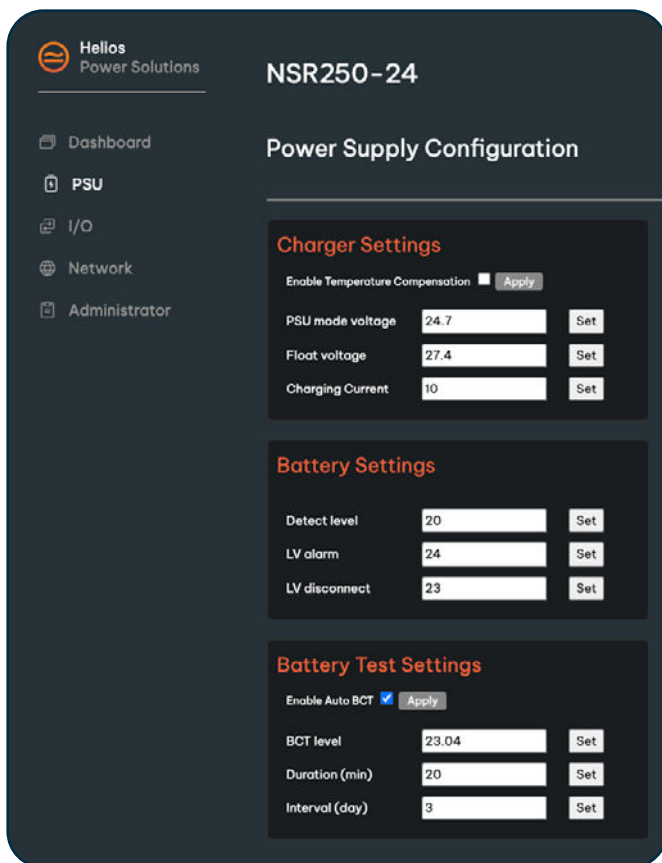 Helios
Power Solutions
NSR250-24
Dashboard
PSU
I/O
Network
Administrator
Power Supply Configuration
Charger Settings
Enable Temperature Compensation Apply
PSU mode voltage 24.7 Set
Float voltage 27.4 Set
Charging Current 10 Set
Battery Settings
Detect level 20 Set
LV alarm 24 Set
LV disconnect 23 Set
Battery Test Settings
Enable Auto BCT Apply
BCT level 23.04 Set
Duration (min) 20 Set
Interval (day) 3 Set